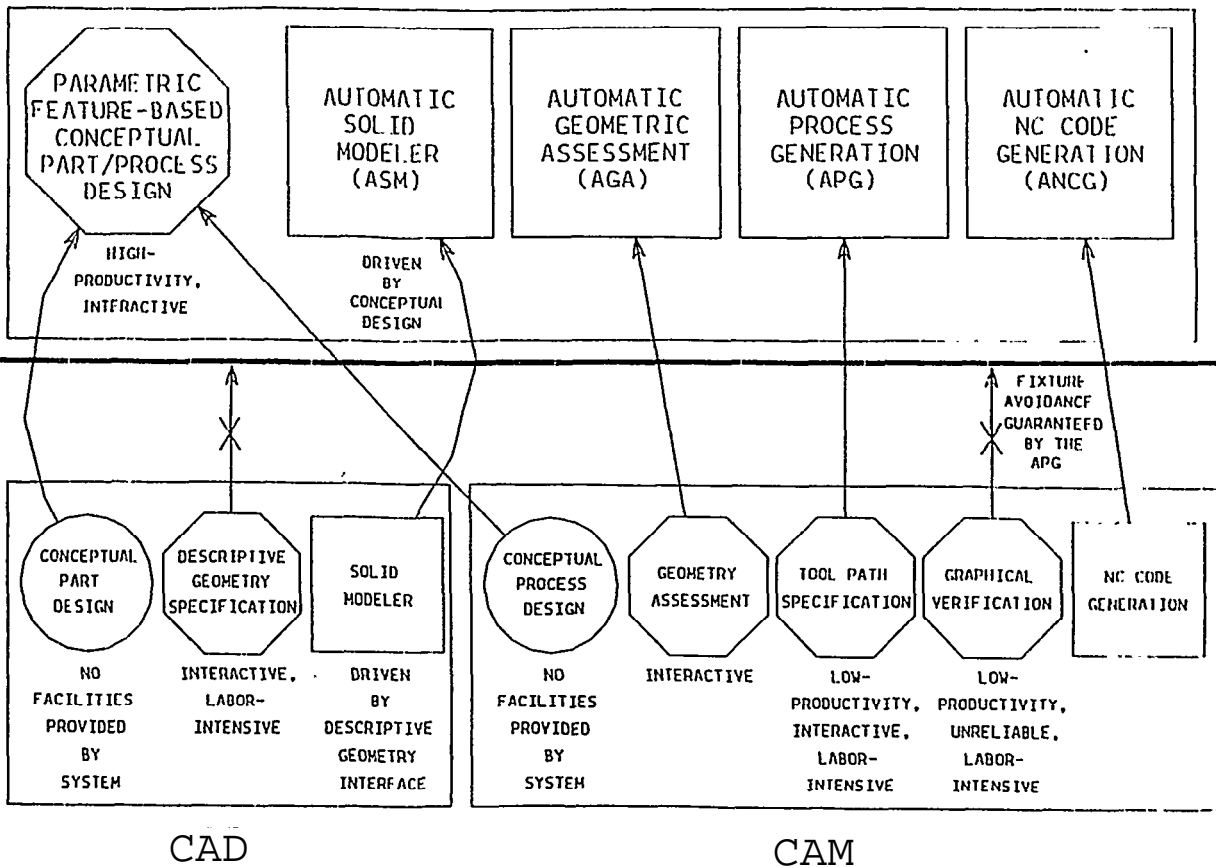 PARAMETRIC
FEATURE-BASED
CONCEPTUAL
PART/PROCESS
DESIGN
HIGH-
PRODUCTIVITY,
INTERACTIVE
AUTOMATIC
SOLID
MODELER
(ASM)
DRIVEN
BY
CONCEPTUAL
DESIGN
AUTOMATIC
GEOMETRIC
ASSESSMENT
(AGA)
AUTOMATIC
PROCESS
GENERATION
(APG)
AUTOMATIC
NC CODE
GENERATION
(ANCG)
FIXTURE
AVOIDANCE
GUARANTEED
BY THE
APG
CONCEPTUAL
PART
DESIGN
NO
FACILITIES
PROVIDED
BY
SYSTEM
DESCRIPTIVE
GEOMETRY
SPECIFICATION
INTERACTIVE,
LABOR-
INTENSIVE
SOLID
MODELER
DRIVEN
BY
DESCRIPTIVE
GEOMETRY
INTERFACE
CONCEPTUAL
PROCESS
DESIGN
NO
FACILITIES
PROVIDED
BY
SYSTEM
GEOMETRY
ASSESSMENT
INTERACTIVE
TOOL PATH
SPECIFICATION
LOW-
PRODUCTIVITY,
INTERACTIVE,
LABOR-
INTENSIVE
GRAPHICAL
VERIFICATION
LOW-
PRODUCTIVITY,
UNRELIABLE,
LABOR-
INTENSIVE
NC CODE
GENERATION
CAD
CAM